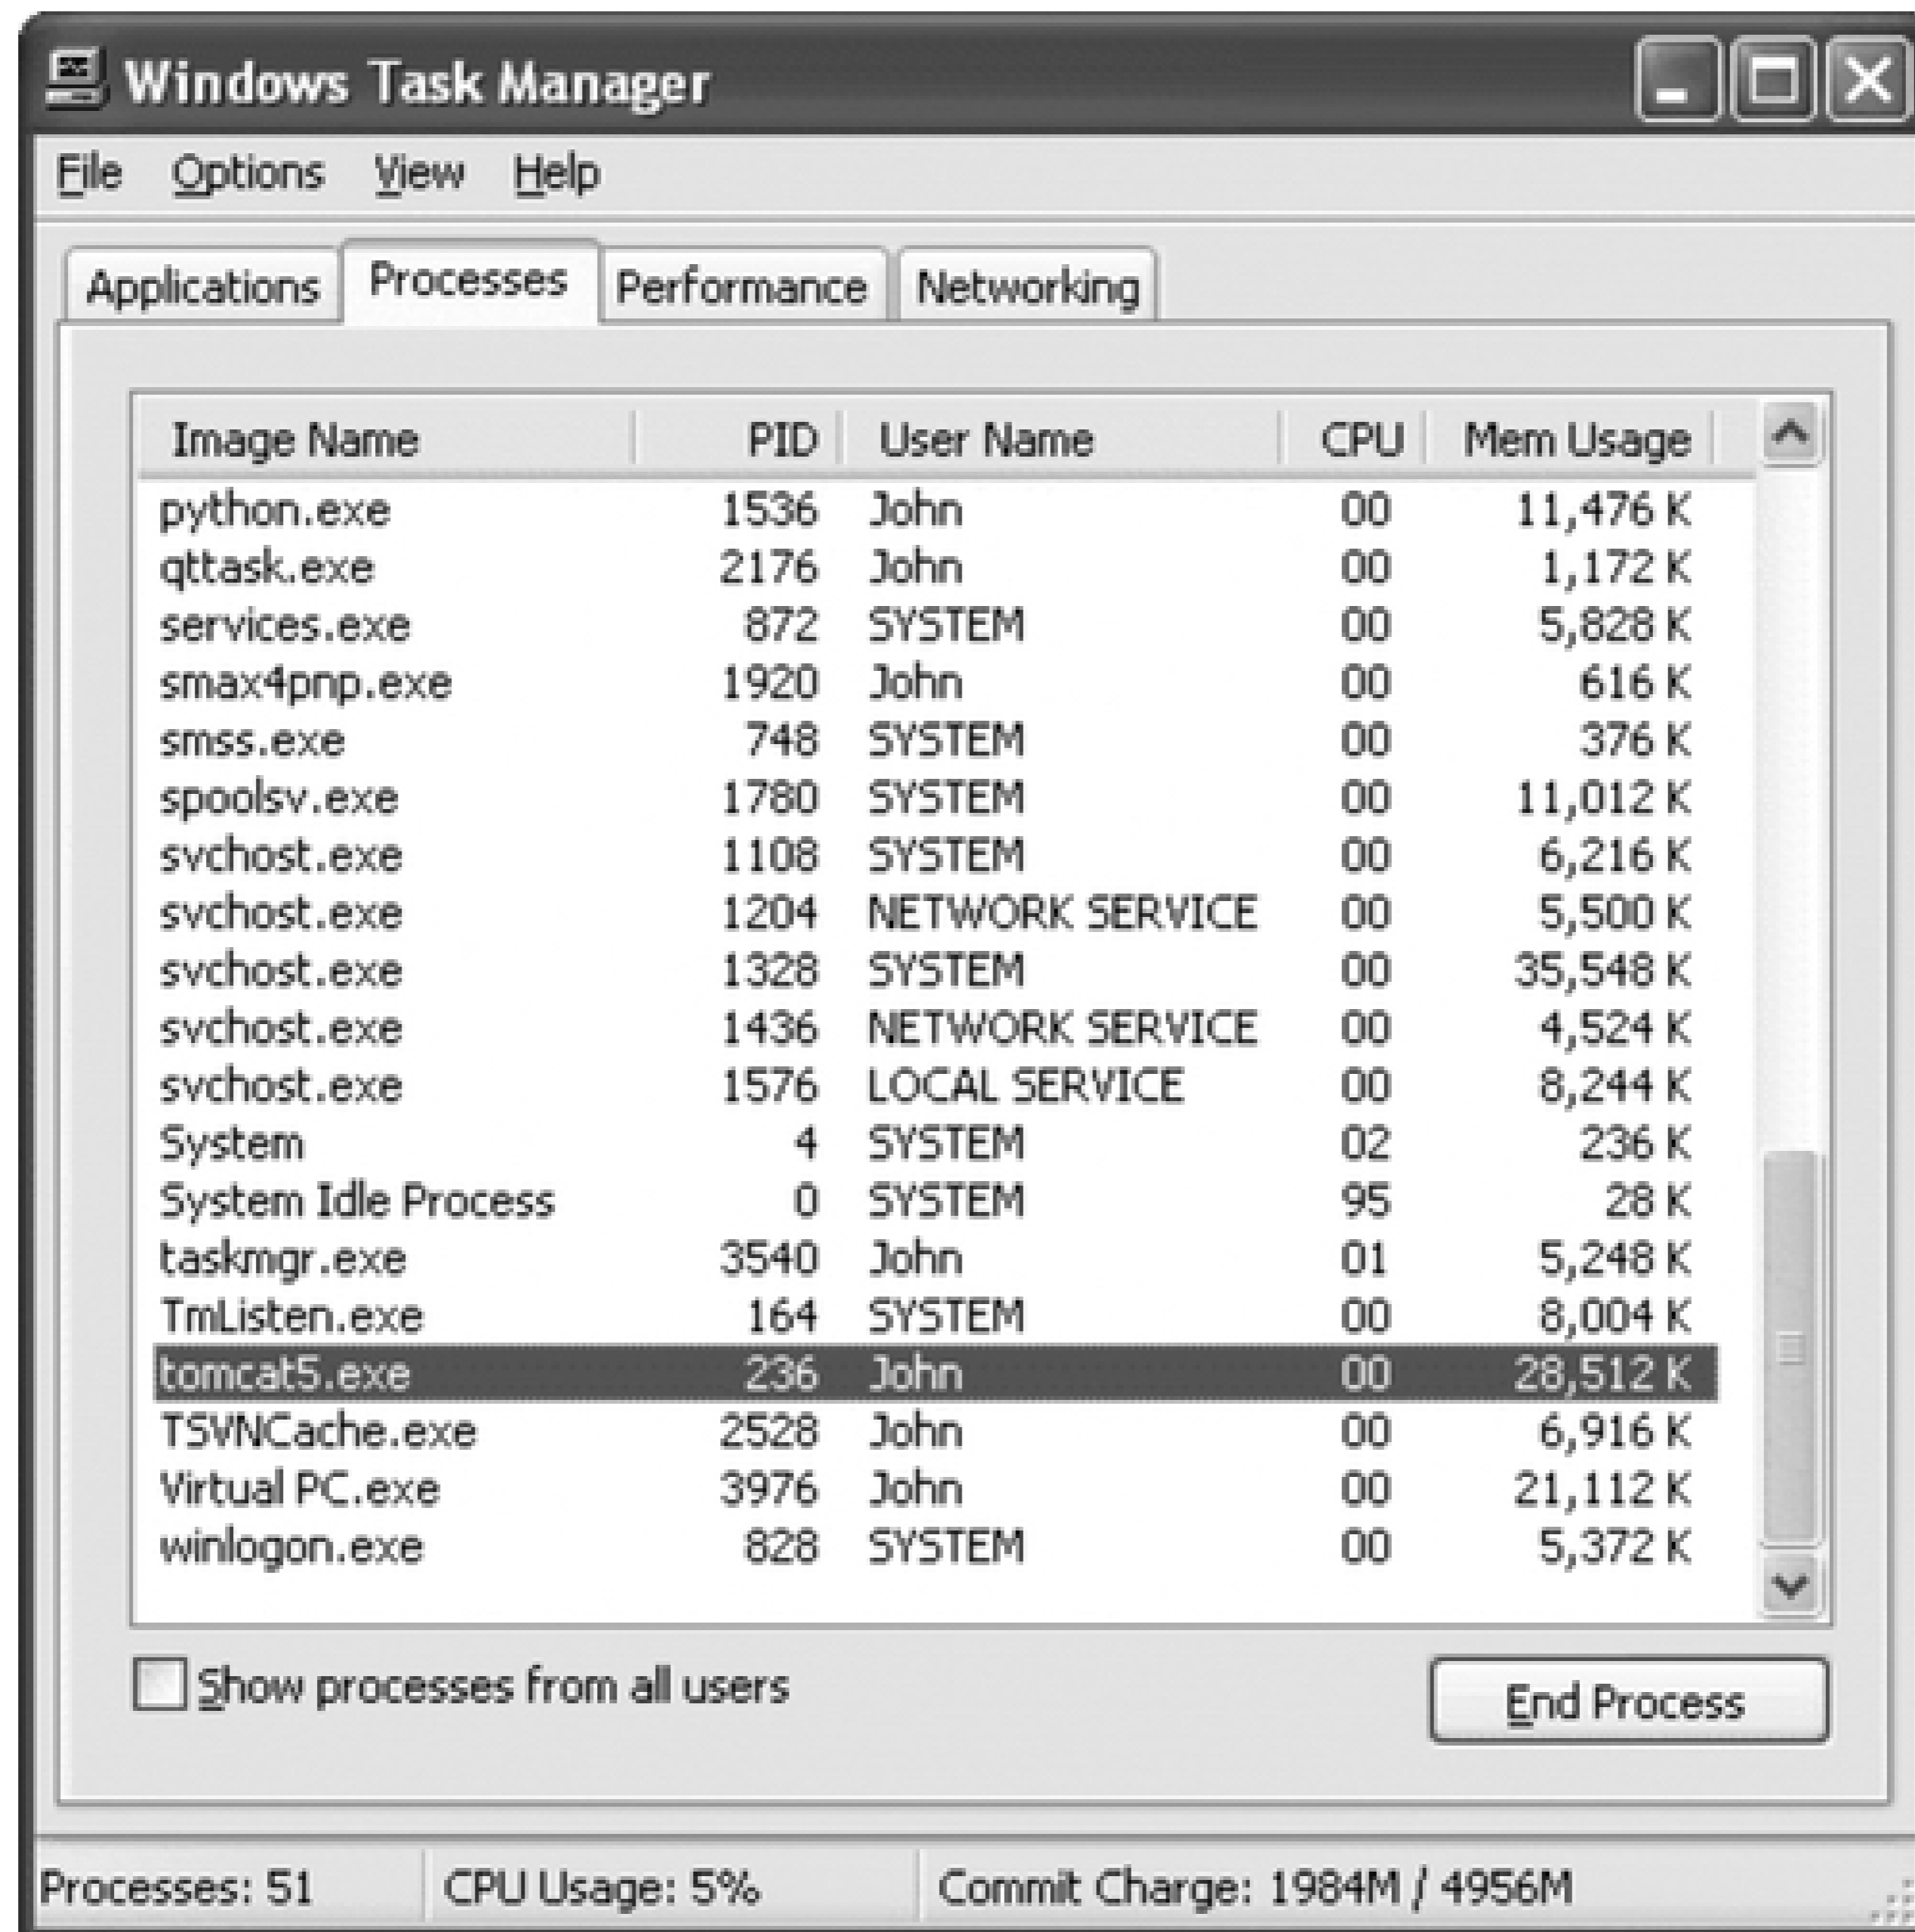 Windows Task Manager
File Options View Help
Applications Processes Performance Networking
Image Name PID User Name CPU Mem Usage
python.exe 1536 John 00 11,476 K
qttask.exe 2176 John 00 1,172 K
services.exe 872 SYSTEM 00 5,828 K
smax4pnp.exe 1920 John 00 616 K
smss.exe 748 SYSTEM 00 376 K
spoolsv.exe 1780 SYSTEM 00 11,012 K
svchost.exe 1108 SYSTEM 00 6,216 K
svchost.exe 1204 NETWORK SERVICE 00 5,500 K
svchost.exe 1328 SYSTEM 00 35,548 K
svchost.exe 1436 NETWORK SERVICE 00 4,524 K
svchost.exe 1576 LOCAL SERVICE 00 8,244 K
System 4 SYSTEM 02 236 K
System Idle Process 0 SYSTEM 95 28 K
taskmgr.exe 3540 John 01 5,248 K
TmListen.exe 164 SYSTEM 00 8,004 K
tomcat5.exe 236 John 00 28,512 K
TSVNCache.exe 2528 John 00 6,916 K
Virtual PC.exe 3976 John 00 21,112 K
winlogon.exe 828 SYSTEM 00 5,372 K
Show processes from all users
End Process
Processes: 51 CPU Usage: 5% Commit Charge: 1984M / 4956M